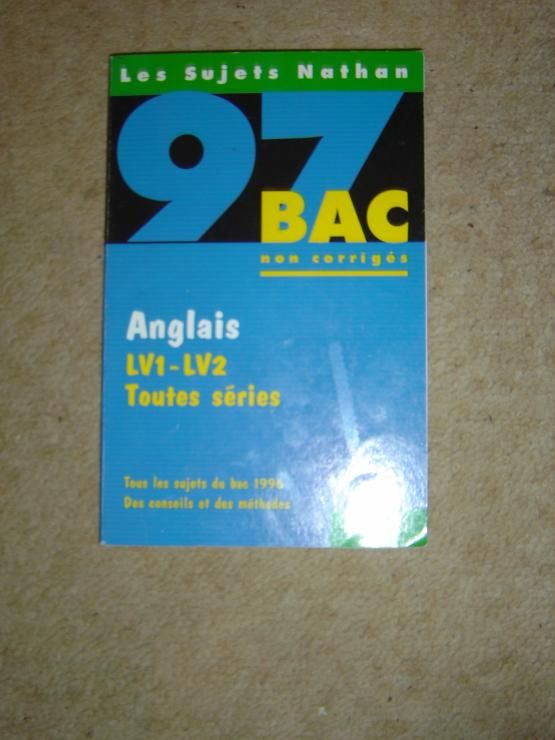 Les Sujets Nathan
97
BAC
non corrigés
Anglais
LV1-LV2
Toutes séries
Tous les sujets du bac 1996
Des conseils et des méthodes